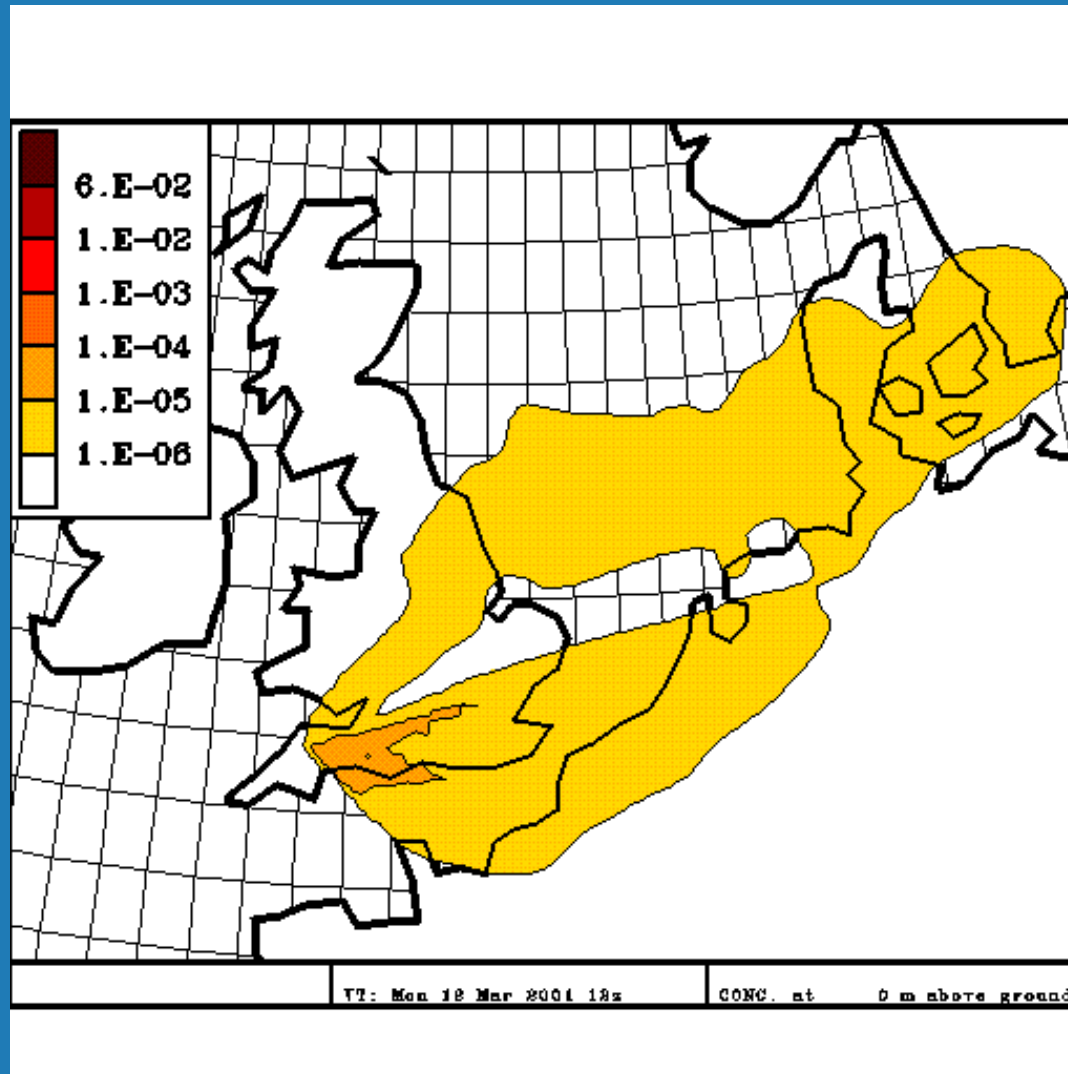 6.E-02
1.E-02
1.E-03
1.E-04
1.E-05
1.E-06
VT: Mon 12 Mar 2001 12z
CONC. at 0 m above ground